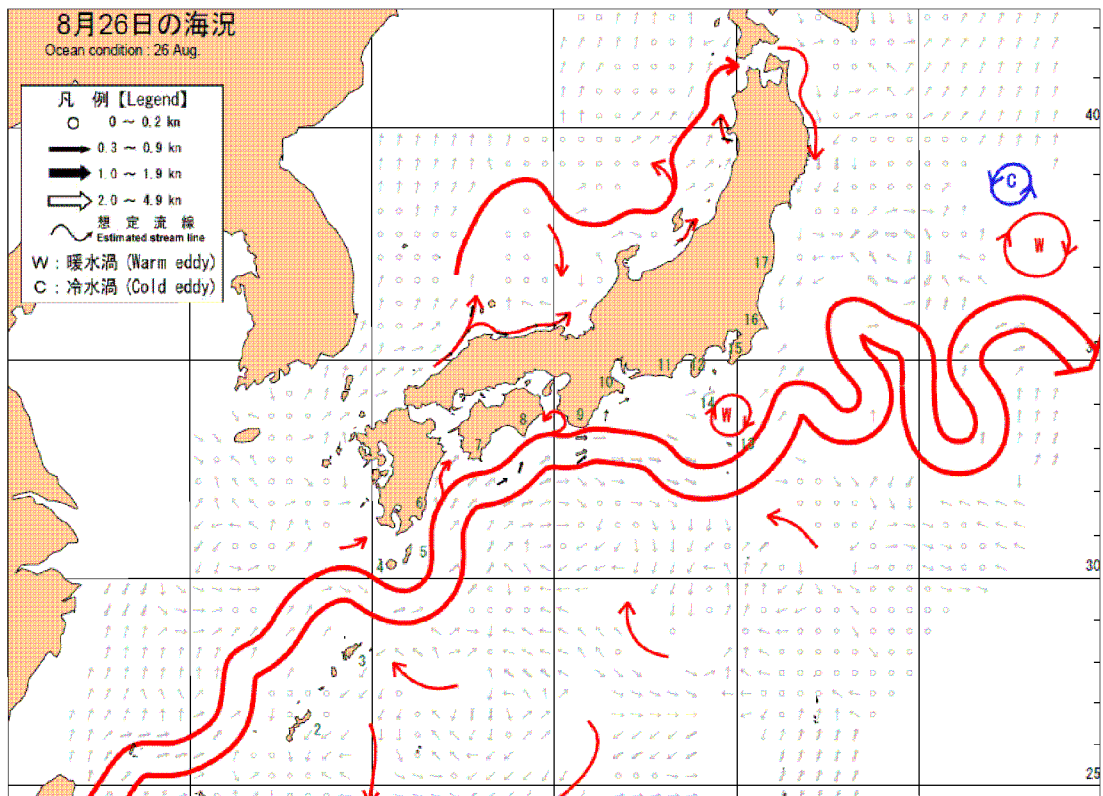 8月26日の海況
Ocean condition : 26 Aug.
凡 例【Legend】
0 ～ 0.2 kn
0.3 ～ 0.9 kn
1.0 ～ 1.9 kn
2.0 ～ 4.9 kn
想 定 流 線
Estimated stream line
W : 暖水渦 (Warm eddy)
C : 冷水渦 (Cold eddy)
40
C
W
17
16
15
11
10
14
W
9
8
7
6
5
4
30
3
2
25